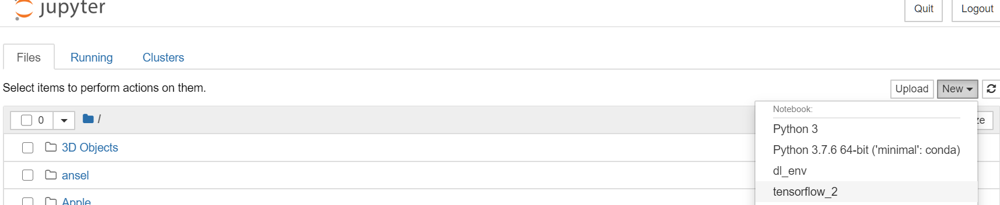 jupyter
Quit
Logout
Files
Running
Clusters
Select items to perform actions on them.
Upload
New
0
/
ze
Notebook:
Python 3
Python 3.7.6 64-bit ('minimal': conda)
dl_env
tensorflow_2
3D Objects
ansel
Apple